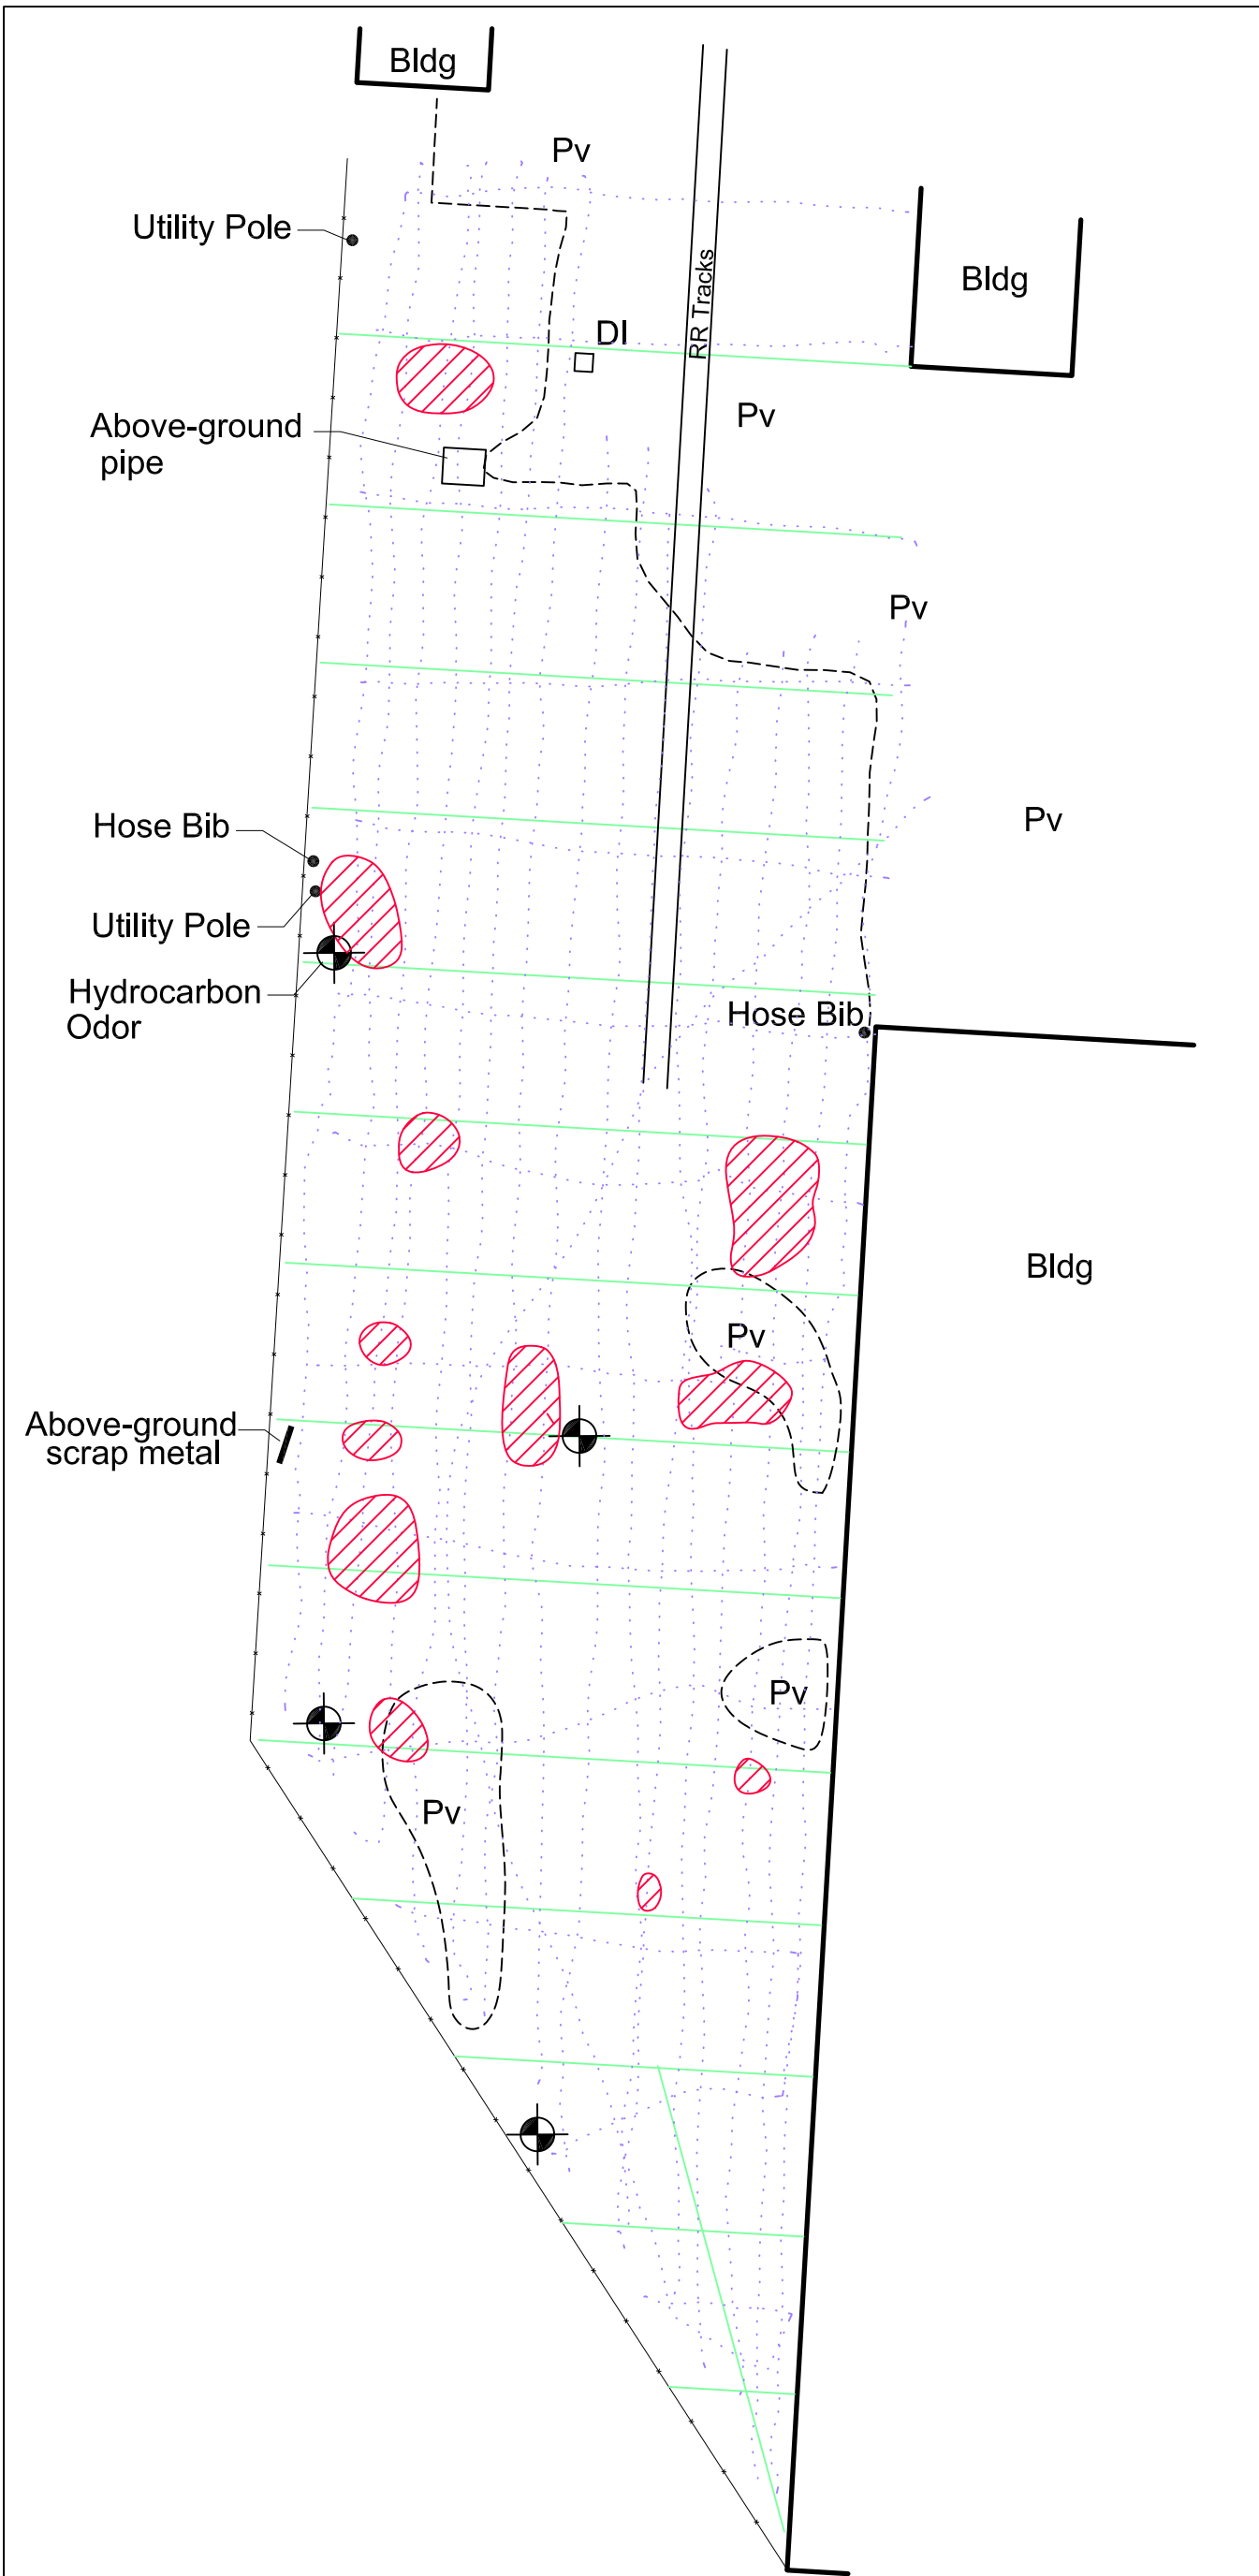 Bldg
Pv
Utility Pole
RR Tracks
Bldg
DI
Pv
Above-ground
pipe
Pv
Hose Bib
Pv
Utility Pole
Hydrocarbon
Odor
Hose Bib
Bldg
Pv
Above-ground
scrap metal
Pv
Pv